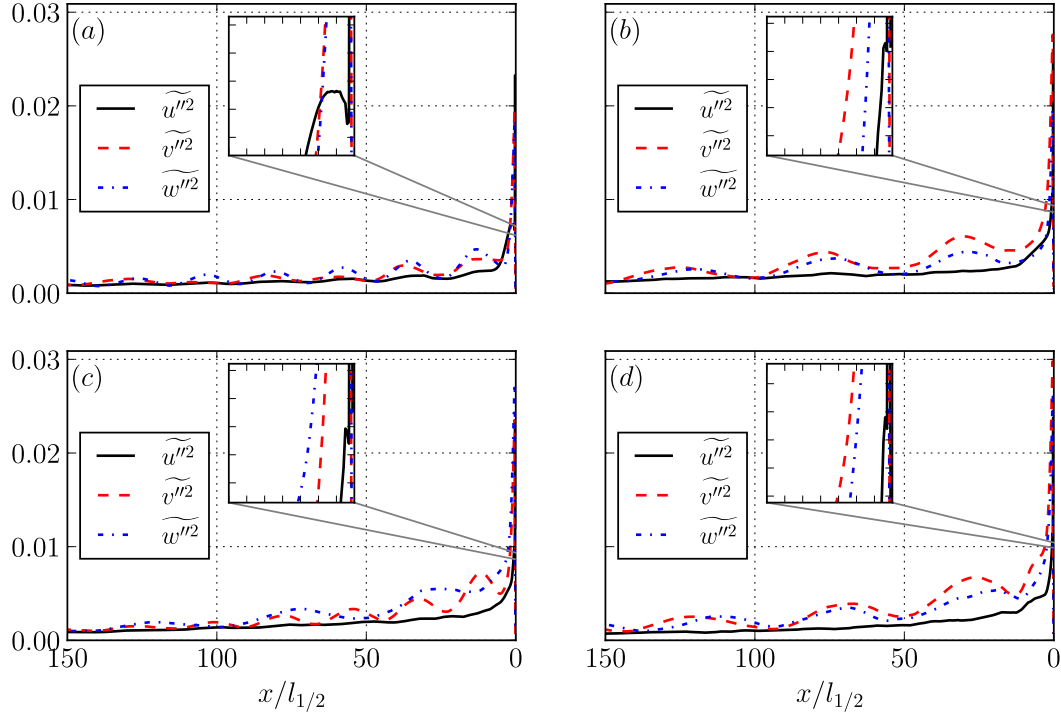 (a)
0.03
0.02
0.01
0.00
$\widetilde{u''^2}$
$\widetilde{v''^2}$
$\widetilde{w''^2}$
(b)
$\widetilde{u''^2}$
$\widetilde{v''^2}$
$\widetilde{w''^2}$
(c)
0.03
0.02
0.01
0.00
$\widetilde{u''^2}$
$\widetilde{v''^2}$
$\widetilde{w''^2}$
150 100 50 0
$x/l_{1/2}$
(d)
$\widetilde{u''^2}$
$\widetilde{v''^2}$
$\widetilde{w''^2}$
150 100 50 0
$x/l_{1/2}$